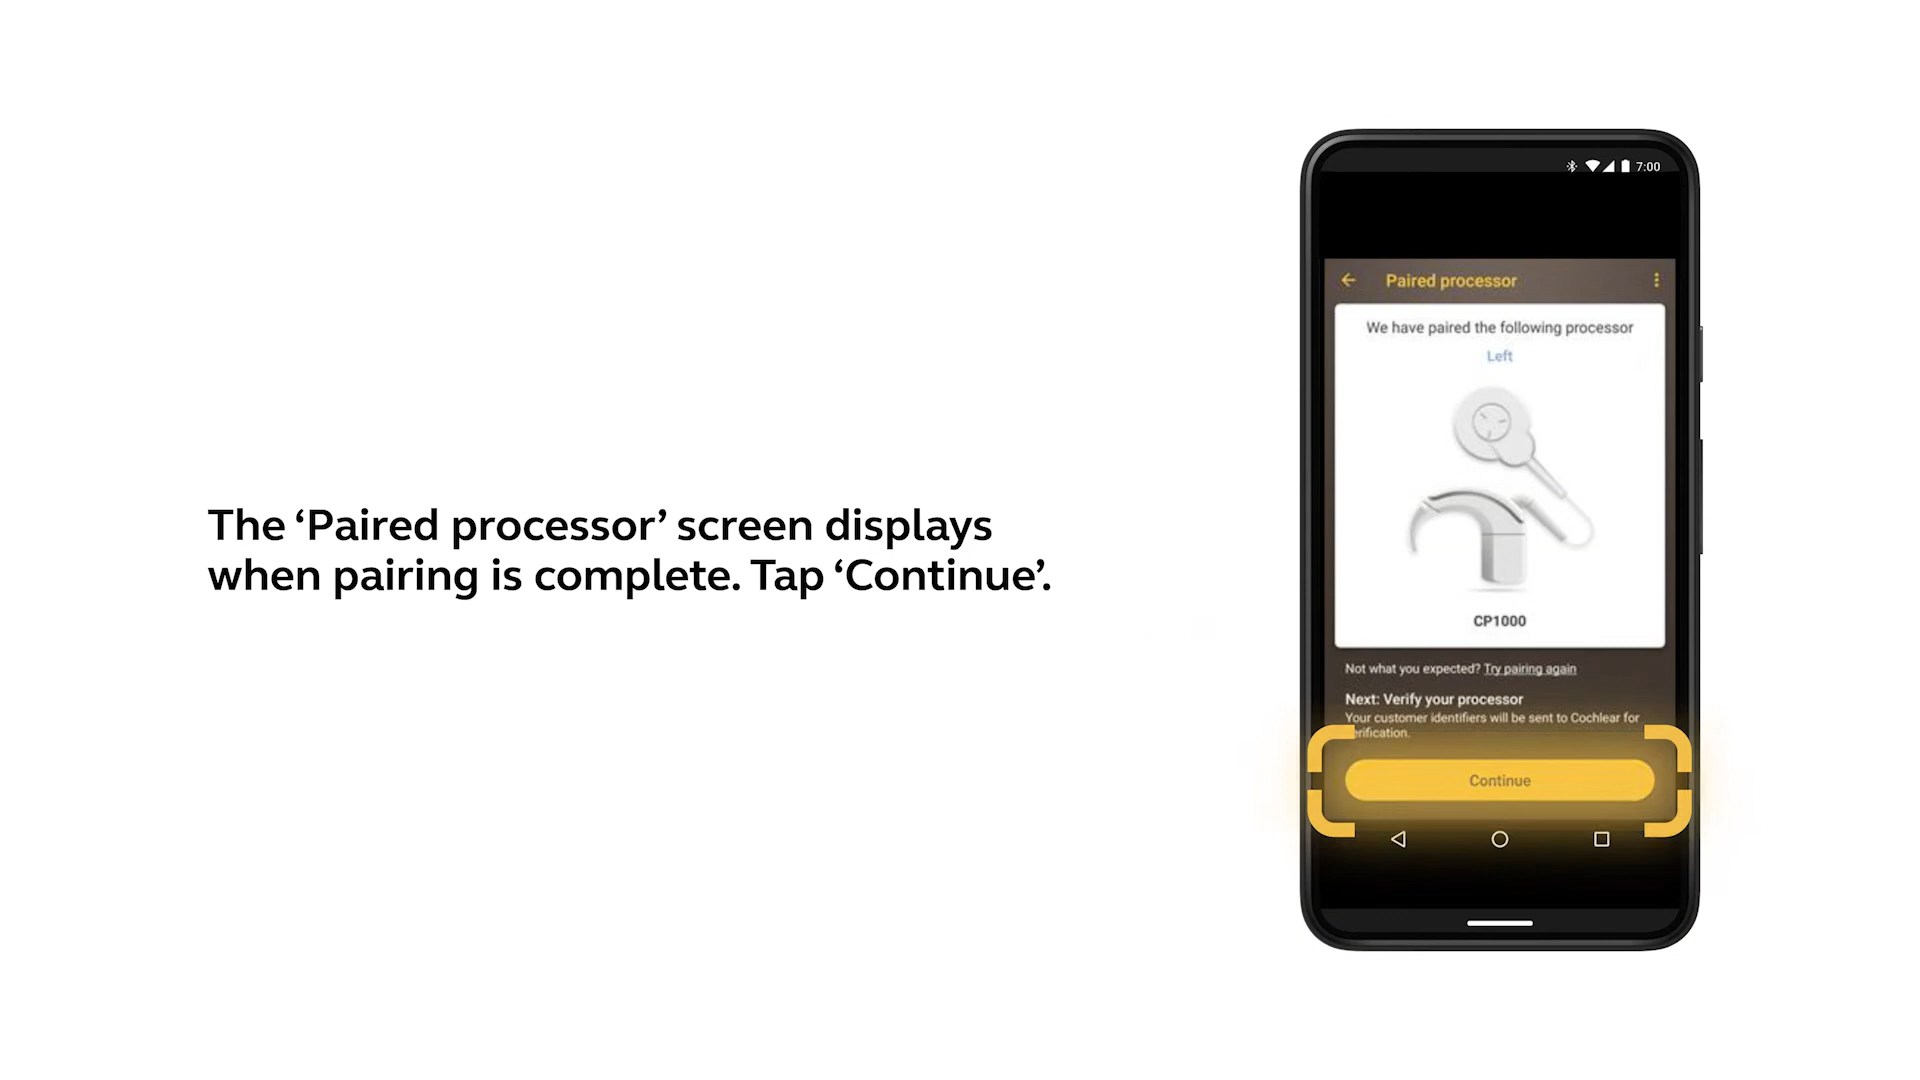 The ‘Paired processor’ screen displays
when pairing is complete. Tap ‘Continue’.
7:00
Paired processor
We have paired the following processor
Left
CP1000
Not what you expected? Try pairing again
Next: Verify your processor
Your customer identifiers will be sent to Cochlear for
erification.
Continue